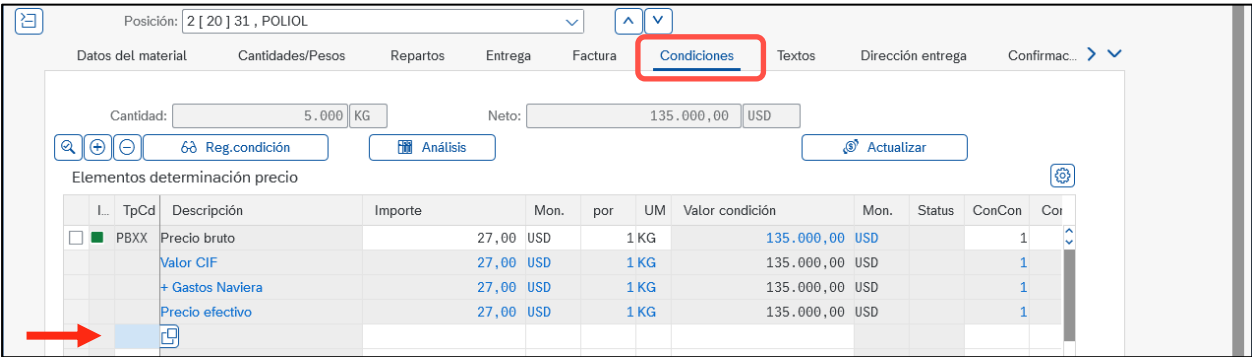 Posición: 2 [ 20 ] 31 , POLIOL
Datos del material Cantidades/Pesos Repartos Entrega Factura Condiciones Textos Dirección entrega Confirmac...
Cantidad: 5.000 KG Neto: 135.000,00 USD
Reg.condición Análisis Actualizar
Elementos determinación precio
I... TpCd Descripción Importe Mon. por UM Valor condición Mon. Status ConCon Cor
PBXX Precio bruto 27,00 USD 1 KG 135.000,00 USD 1
Valor CIF 27,00 USD 1 KG 135.000,00 USD 1
+ Gastos Naviera 27,00 USD 1 KG 135.000,00 USD 1
Precio efectivo 27,00 USD 1 KG 135.000,00 USD 1